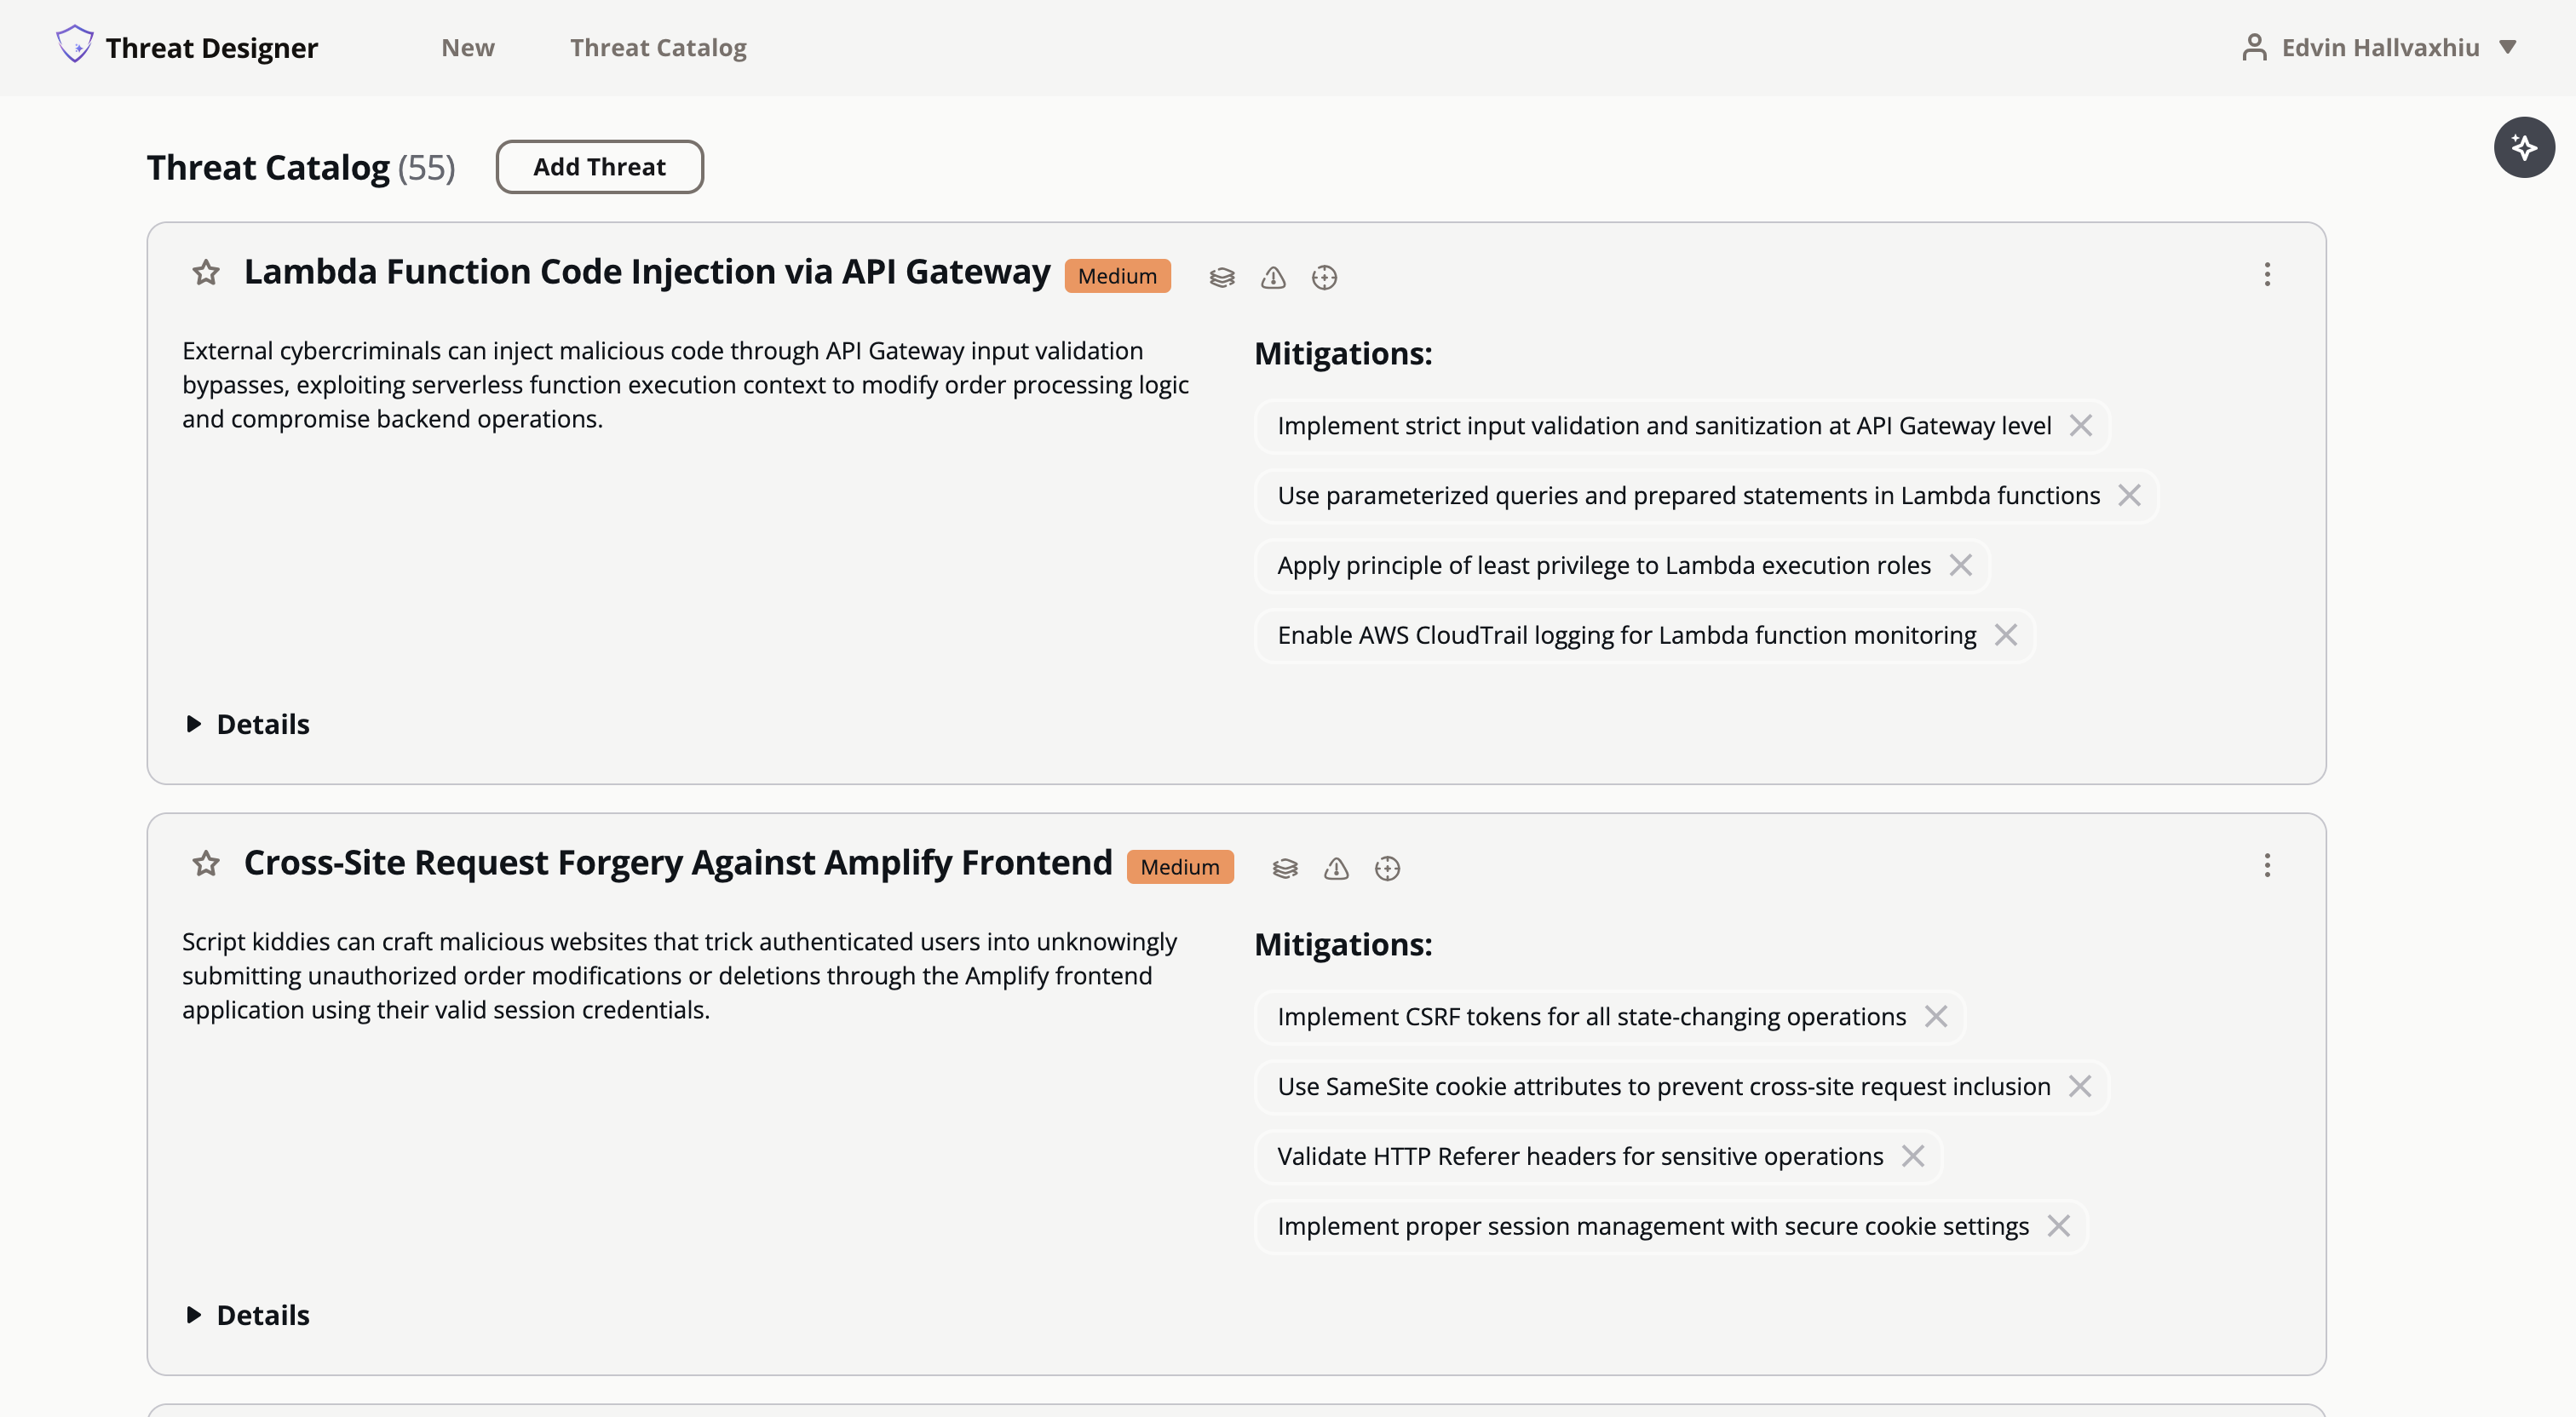 Threat Designer
New
Threat Catalog
Edvin Hallvaxhiu
Threat Catalog (55)
Add Threat
Lambda Function Code Injection via API Gateway
Medium
External cybercriminals can inject malicious code through API Gateway input validation
bypasses, exploiting serverless function execution context to modify order processing logic
and compromise backend operations.
Mitigations:
Implement strict input validation and sanitization at API Gateway level
Use parameterized queries and prepared statements in Lambda functions
Apply principle of least privilege to Lambda execution roles
Enable AWS CloudTrail logging for Lambda function monitoring
Details
Cross-Site Request Forgery Against Amplify Frontend
Medium
Script kiddies can craft malicious websites that trick authenticated users into unknowingly
submitting unauthorized order modifications or deletions through the Amplify frontend
application using their valid session credentials.
Mitigations:
Implement CSRF tokens for all state-changing operations
Use SameSite cookie attributes to prevent cross-site request inclusion
Validate HTTP Referer headers for sensitive operations
Implement proper session management with secure cookie settings
Details